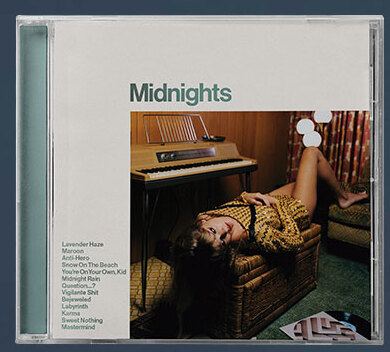 Midnights
Lavender Haze
Maroon
Anti-Hero
Snow On The Beach
You're On Your Own, Kid
Midnight Rain
Question...?
Vigilante Shit
Bejeweled
Labyrinth
Karma
Sweet Nothing
Mastermind